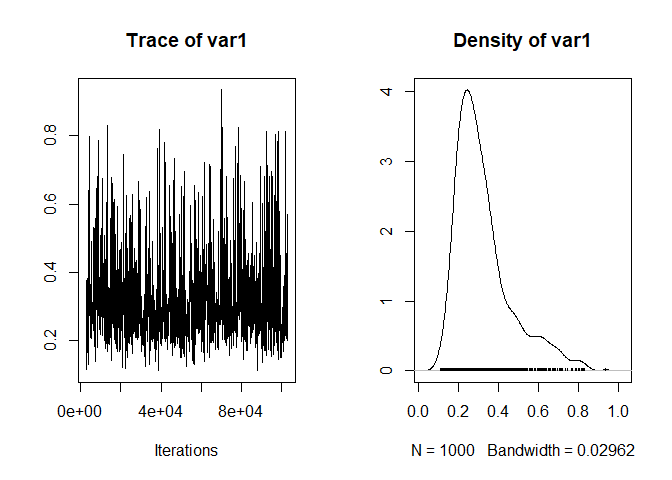 Trace of var1
0.8
0.6
0.4
0.2
0e+00
4e+04
8e+04
Iterations
Density of var1
4
3
2
1
0
0.0
0.2
0.4
0.6
0.8
1.0
N = 1000   Bandwidth = 0.02962